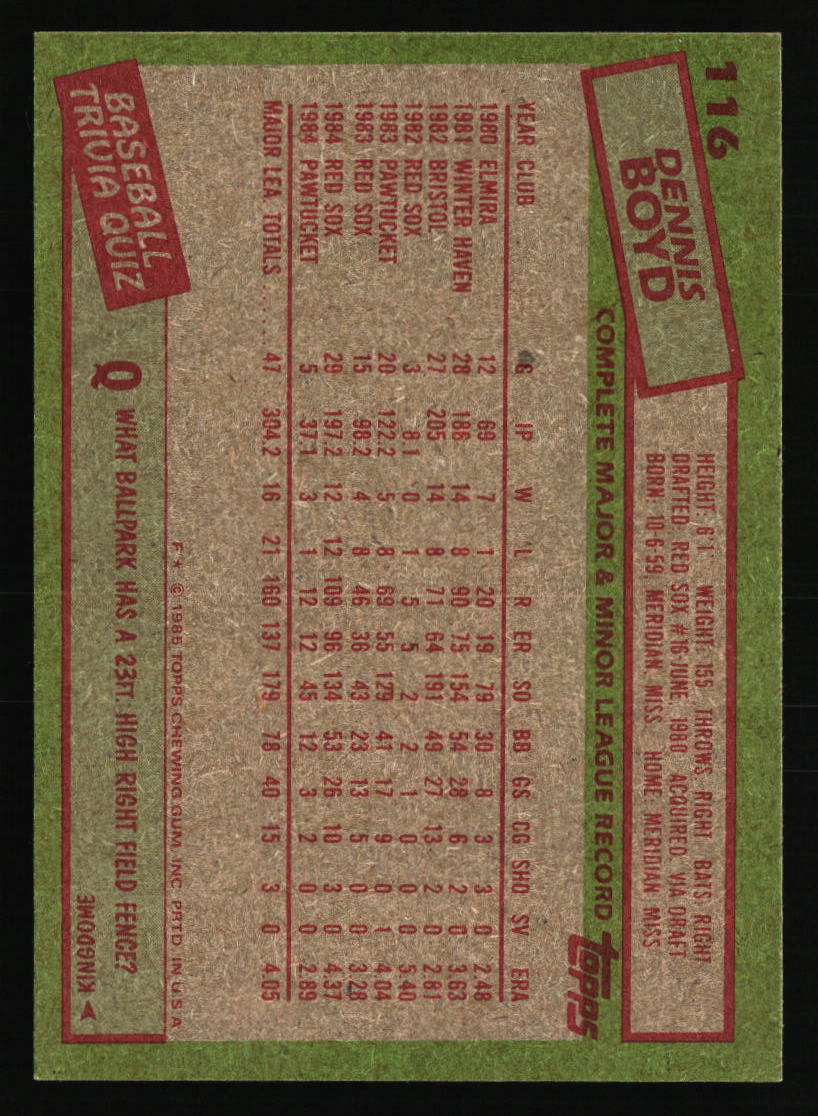 116
DENNIS
BOYD
HEIGHT: 6'1" WEIGHT: 155 THROWS: RIGHT BATS: RIGHT
DRAFTED: RED SOX #16-JUNE, 1980 ACQUIRED: VIA DRAFT
BORN: 10-6-59, MERIDIAN, MISS. HOME: MERIDIAN, MISS.
COMPLETE MAJOR & MINOR LEAGUE RECORD topps
YEAR CLUB G IP W L R ER SO BB GS CG SHO SV ERA
1980 ELMIRA 12 69 7 1 20 19 79 30 8 3 3 0 2.48
1981 WINTER HAVEN 28 186 14 8 90 75 154 54 28 6 2 0 3.63
1982 BRISTOL 27 205 14 8 71 64 191 49 27 13 2 0 2.81
1982 RED SOX 3 8.1 0 1 5 5 2 2 1 0 0 0 5.40
1983 PAWTUCKET 20 122.2 5 8 69 55 129 41 17 9 0 1 4.04
1983 RED SOX 15 98.2 4 8 46 36 43 23 13 5 0 0 3.28
1984 RED SOX 29 197.2 12 12 109 96 134 53 26 10 3 0 4.37
1984 PAWTUCKET 5 37.1 3 1 12 12 45 12 3 2 0 0 2.89
MAJOR LEA. TOTALS ....... 47 304.2 16 21 160 137 179 78 40 15 3 0 4.05
F ★ © 1985 TOPPS CHEWING GUM, INC. PRTD. IN U.S.A.
BASEBALL
TRIVIA QUIZ
Q WHAT BALLPARK HAS A 23FT. HIGH RIGHT FIELD FENCE?
KINGDOME